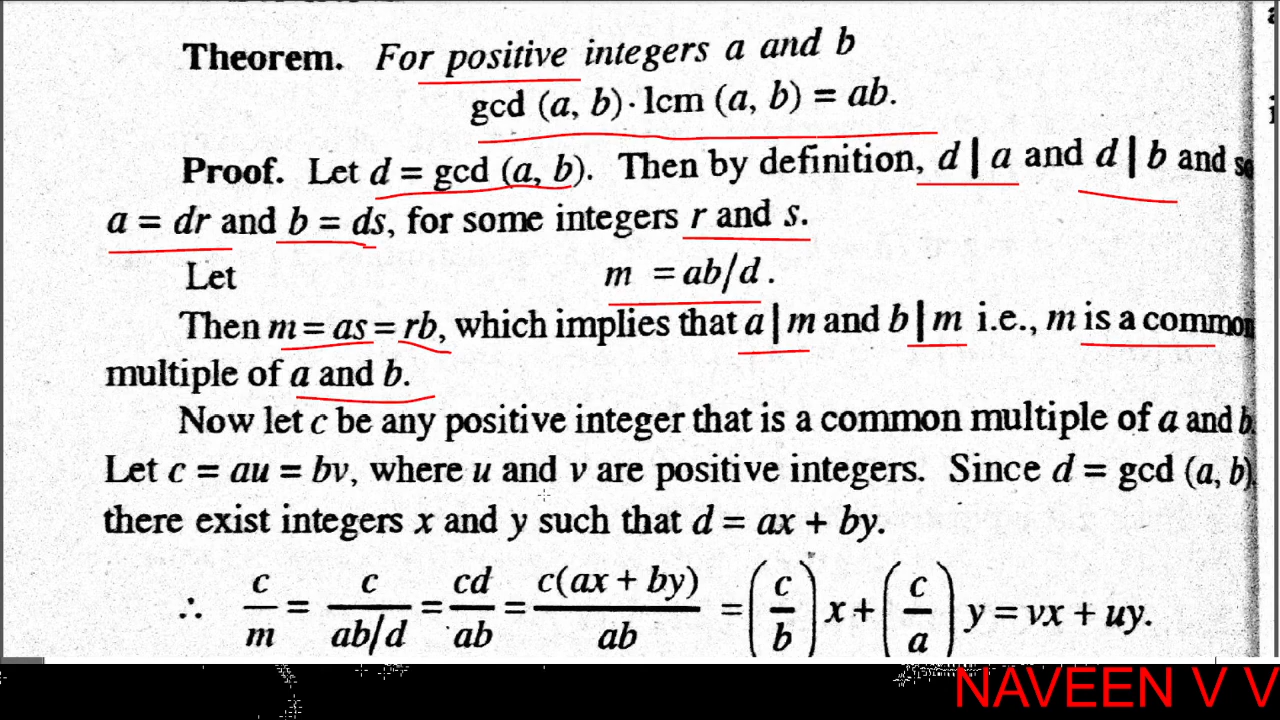 Theorem. For positive integers a and b
gcd (a, b) · lcm (a, b) = ab.
Proof. Let d = gcd (a, b). Then by definition, d | a and d | b and so
a = dr and b = ds, for some integers r and s.
Let m = ab/d .
Then m = as = rb, which implies that a | m and b | m i.e., m is a common
multiple of a and b.
Now let c be any positive integer that is a common multiple of a and b.
Let c = au = bv, where u and v are positive integers. Since d = gcd (a, b)
there exist integers x and y such that d = ax + by.
∴ c/m = c/(ab/d) = cd/ab = c(ax + by)/ab = (c/b) x + (c/a) y = vx + uy.
NAVEEN V V